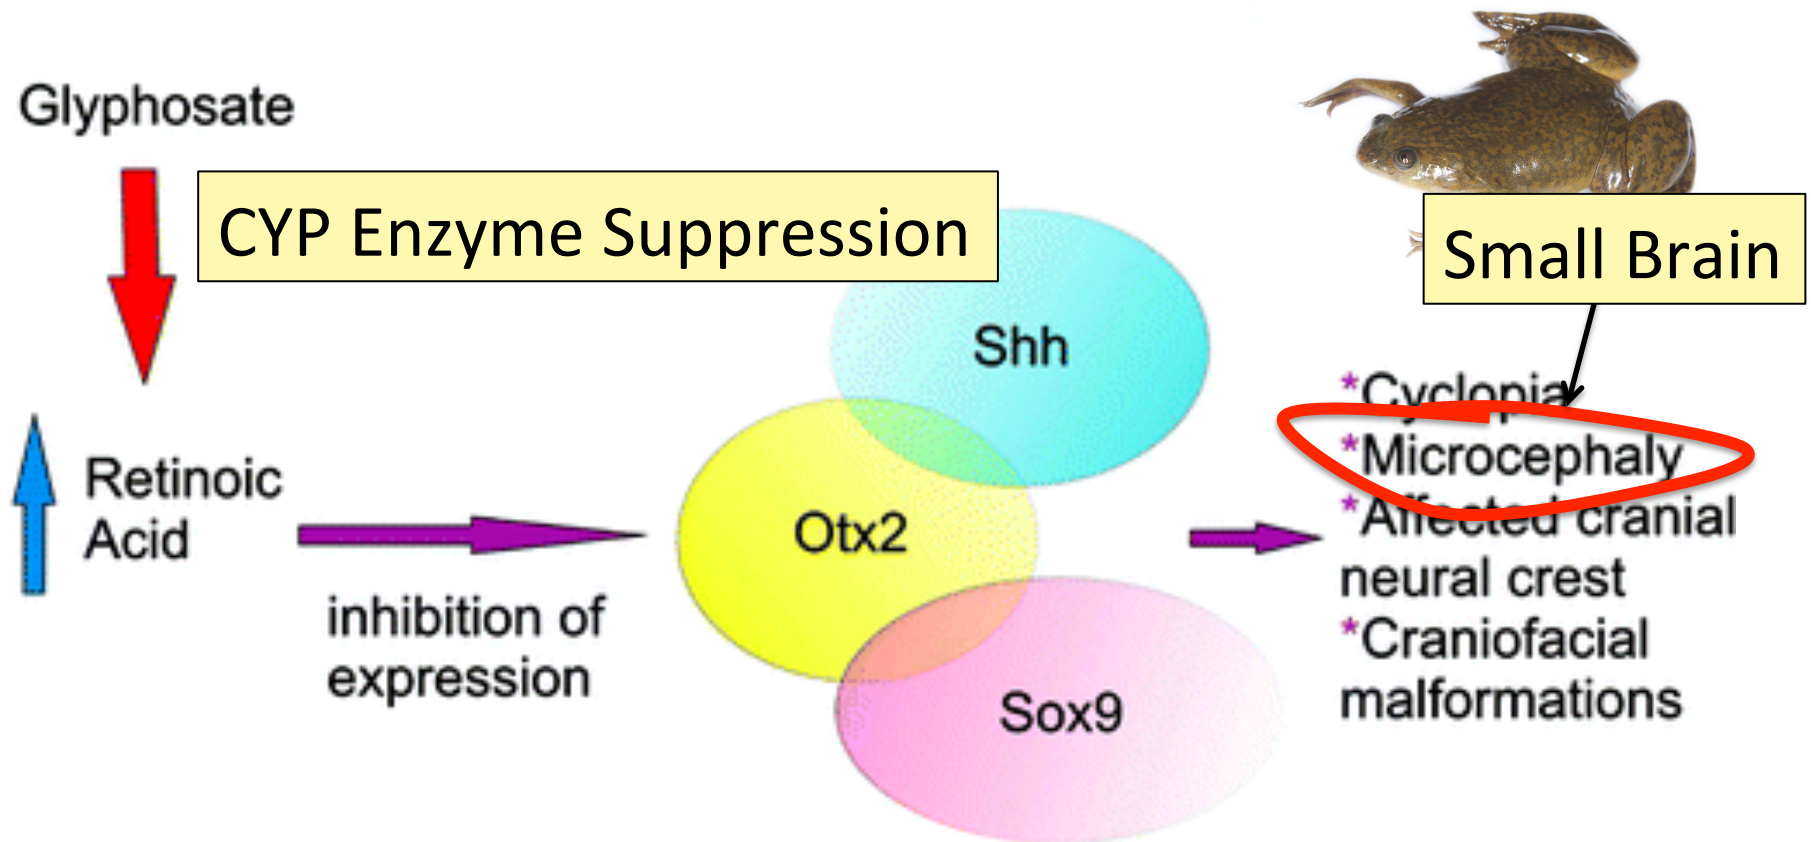 Glyphosate
CYP Enzyme Suppression
Small Brain
Retinoic
Acid
inhibition of
expression
Shh
Otx2
Sox9
*Cyclopia
*Microcephaly
*Affected cranial
neural crest
*Craniofacial
malformations